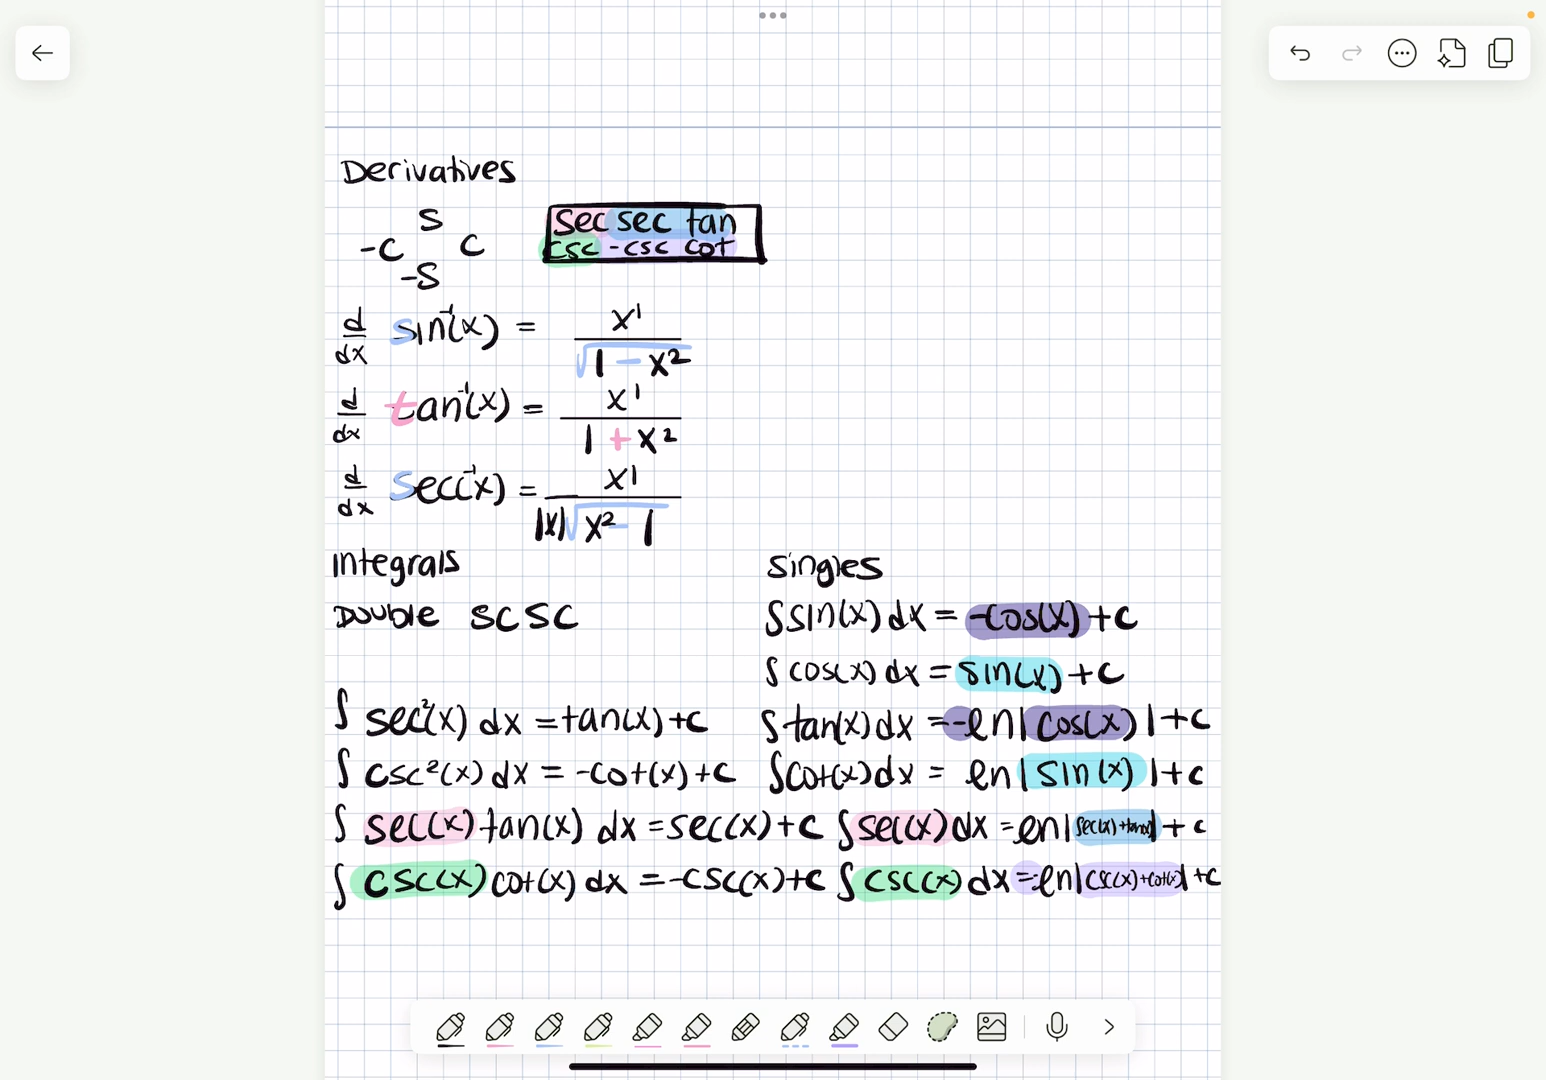 Derivatives
S
-C C
-S
sec sec tan
csc -csc cot
d/dx sin⁻¹(x) = x'/√(1 - x²)
d/dx tan⁻¹(x) = x'/(1 + x²)
d/dx sec⁻¹(x) = x'/(|x|√(x² - 1))
Integrals
Double SCSC
∫ sec²(x) dx = tan(x)+c
∫ csc²(x) dx = -cot(x)+c
∫ sec(x) tan(x) dx = sec(x)+c
∫ csc(x) cot(x) dx = -csc(x)+c
Singles
∫sin(x) dx = -cos(x)+c
∫cos(x) dx = sin(x)+c
∫tan(x) dx = -ln|cos(x)|+c
∫cot(x) dx = ln|sin(x)|+c
∫sec(x) dx = ln|sec(x)+tan(x)|+c
∫csc(x) dx = -ln|csc(x)+cot(x)|+c